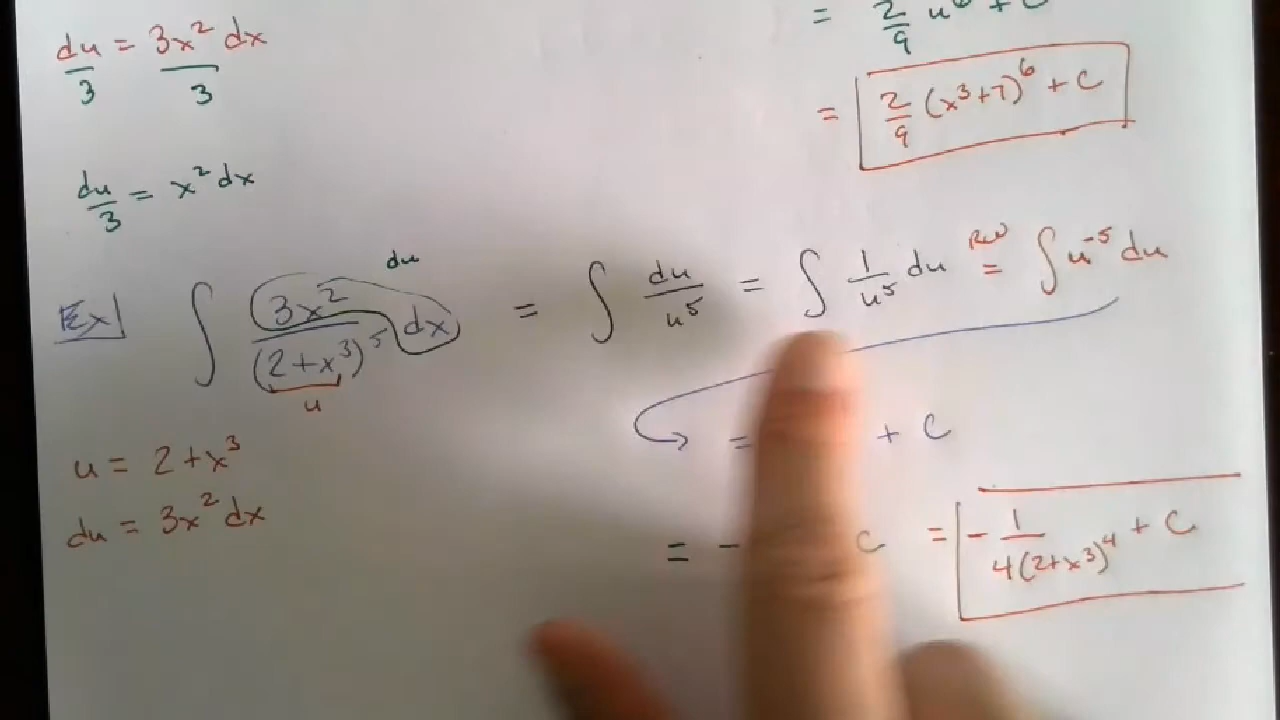 = 2/9 u^6 + C
du/3 = 3x^2 dx/3
= 2/9 (x^3+7)^6 + C
du/3 = x^2 dx
du
Ex] ∫ 3x^2/(2+x^3)^5 dx = ∫ du/u^5 = ∫ 1/u^5 du = ∫ u^-5 du
u
= + C
u = 2+x^3
du = 3x^2 dx
= - C = -1/4(2+x^3)^4 + C